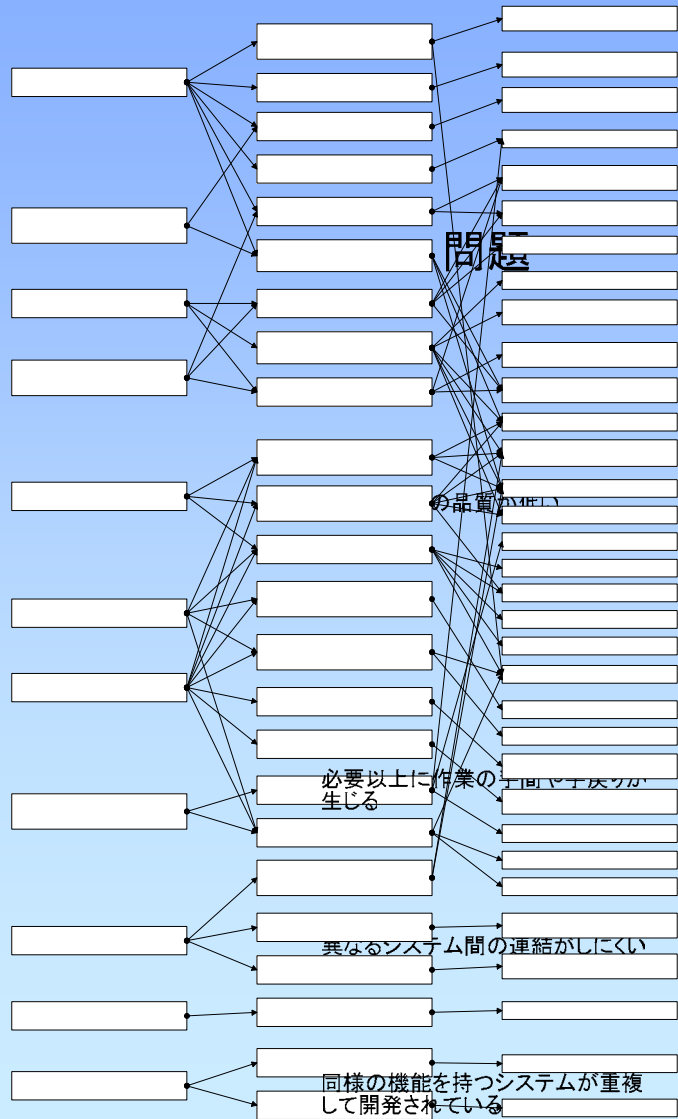 問題
の品質が低い
必要以上に作業の手間や手戻りが
生じる
異なるシステム間の連結がしにくい
同様の機能を持つシステムが重複
して開発されている